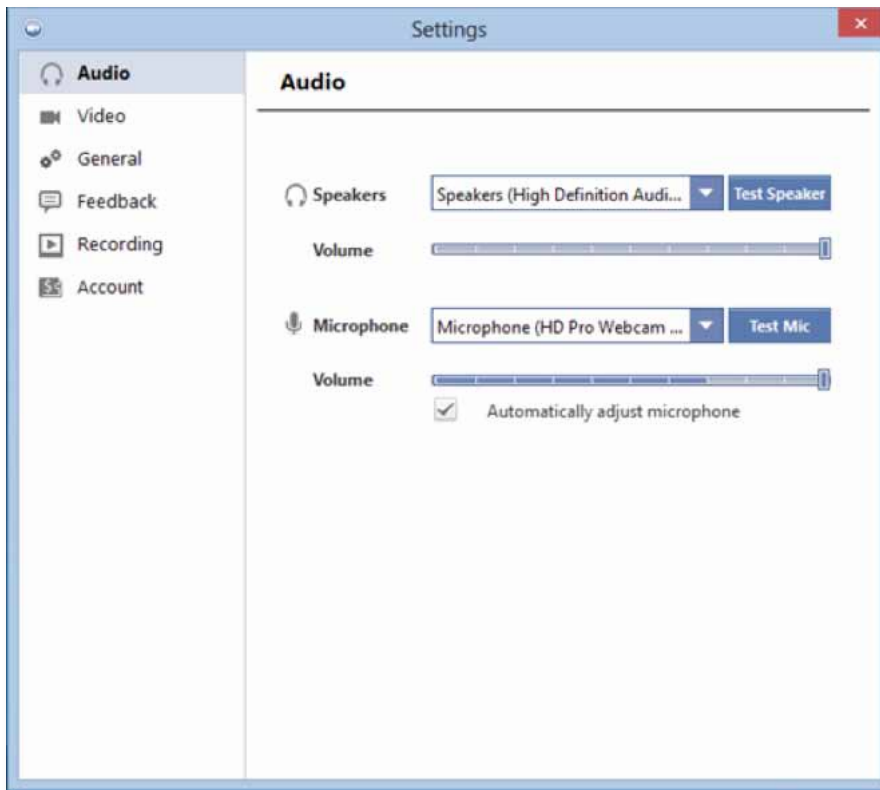 Settings
Audio
Video
General
Feedback
Recording
Account
Audio
Speakers
Speakers (High Definition Audi...
Test Speaker
Volume
Microphone
Microphone (HD Pro Webcam ...
Test Mic
Volume
Automatically adjust microphone